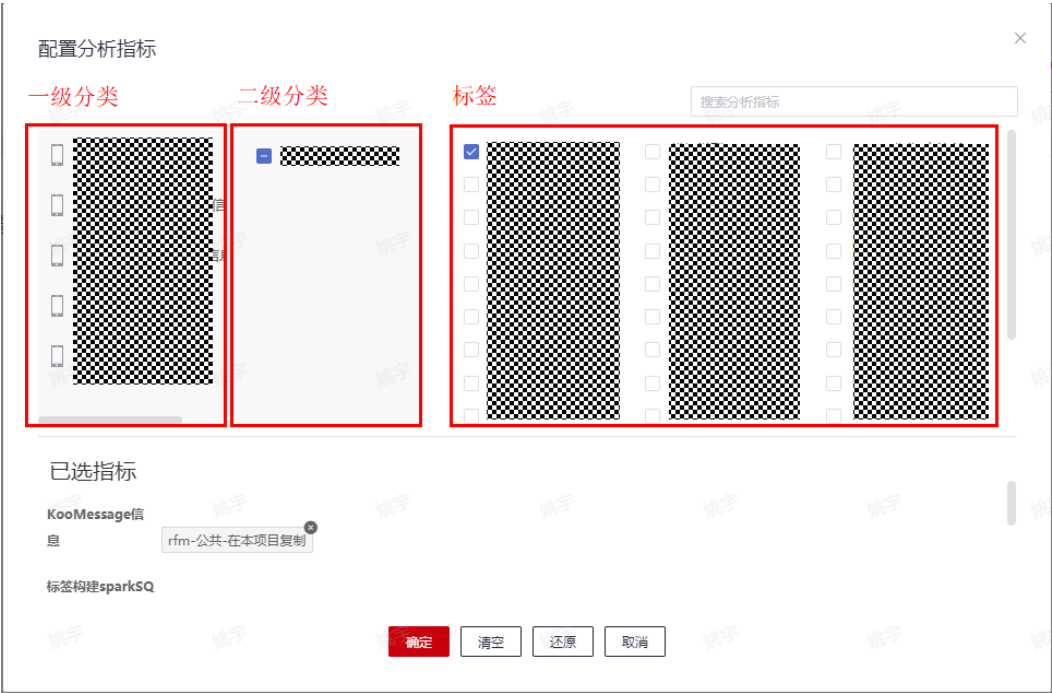 配置分析指标
一级分类
二级分类
标签
搜索分析指标
信
已选指标
KooMessage信
息
rfm-公共-在本项目复制
标签构建sparkSQ
确定
清空
还原
取消
姚宇